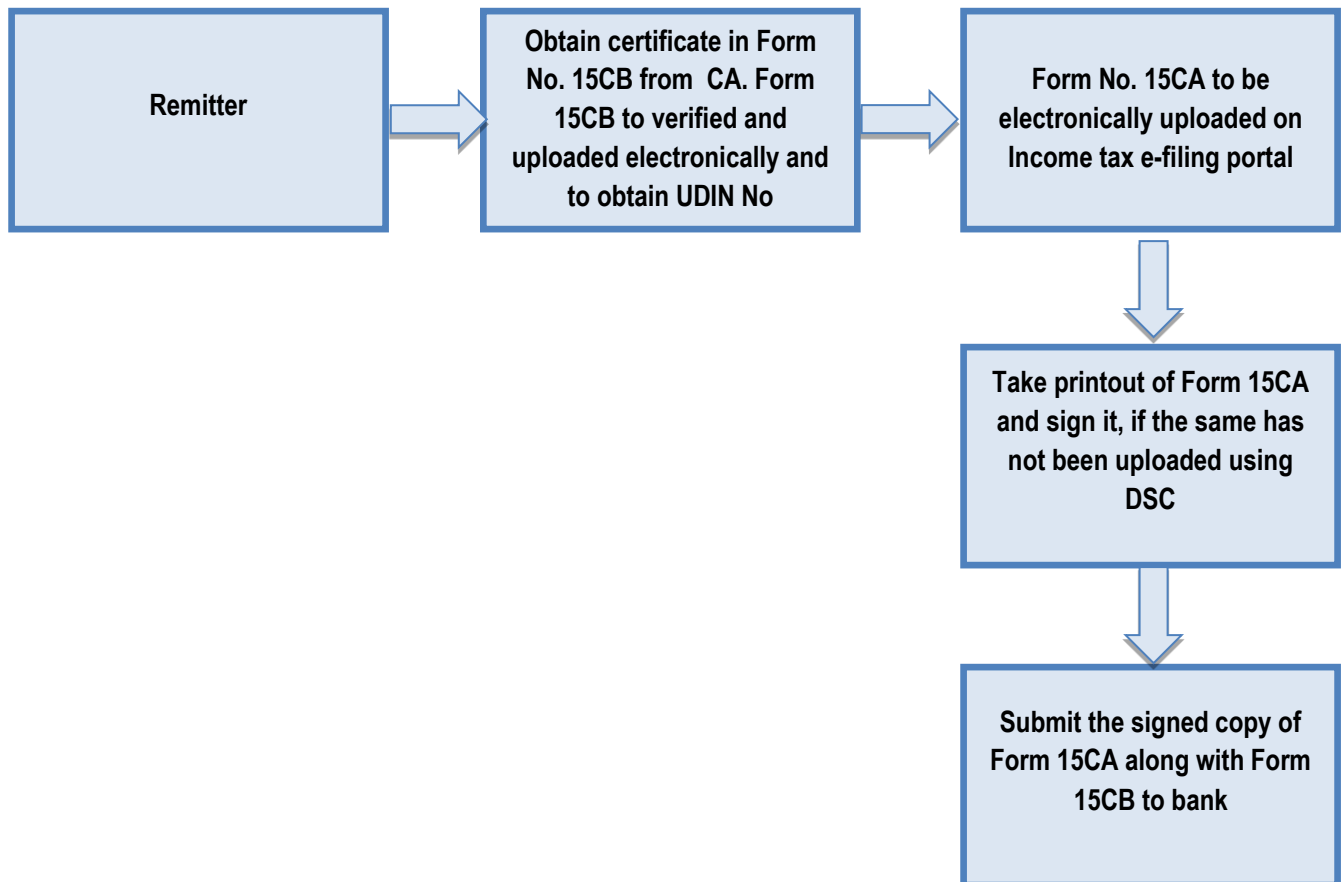 Remitter
Obtain certificate in Form
No. 15CB from CA. Form
15CB to verified and
uploaded electronically and
to obtain UDIN No
Form No. 15CA to be
electronically uploaded on
Income tax e-filing portal
Take printout of Form 15CA
and sign it, if the same has
not been uploaded using
DSC
Submit the signed copy of
Form 15CA along with Form
15CB to bank